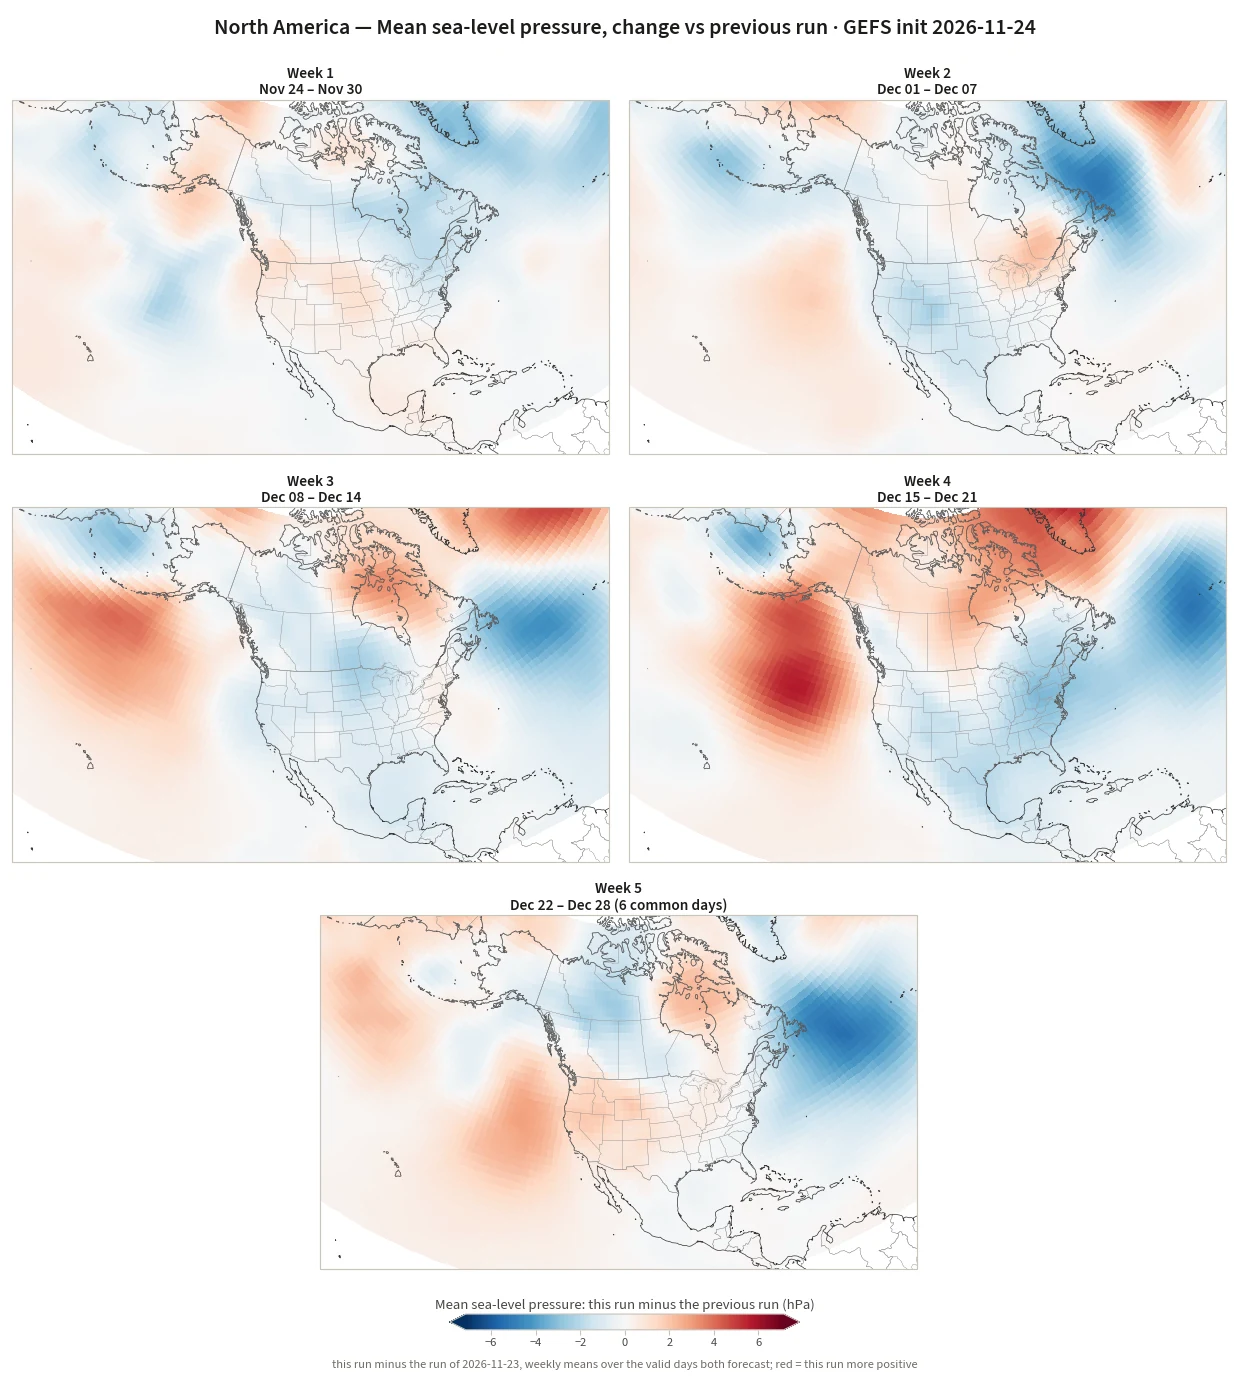 North America — Mean sea-level pressure, change vs previous run · GEFS init 2026-11-24
Week 1
Nov 24 – Nov 30
Week 2
Dec 01 – Dec 07
Week 3
Dec 08 – Dec 14
Week 4
Dec 15 – Dec 21
Week 5
Dec 22 – Dec 28 (6 common days)
Mean sea-level pressure: this run minus the previous run (hPa)
−6 −4 −2 0 2 4 6
this run minus the run of 2026-11-23, weekly means over the valid days both forecast; red = this run more positive